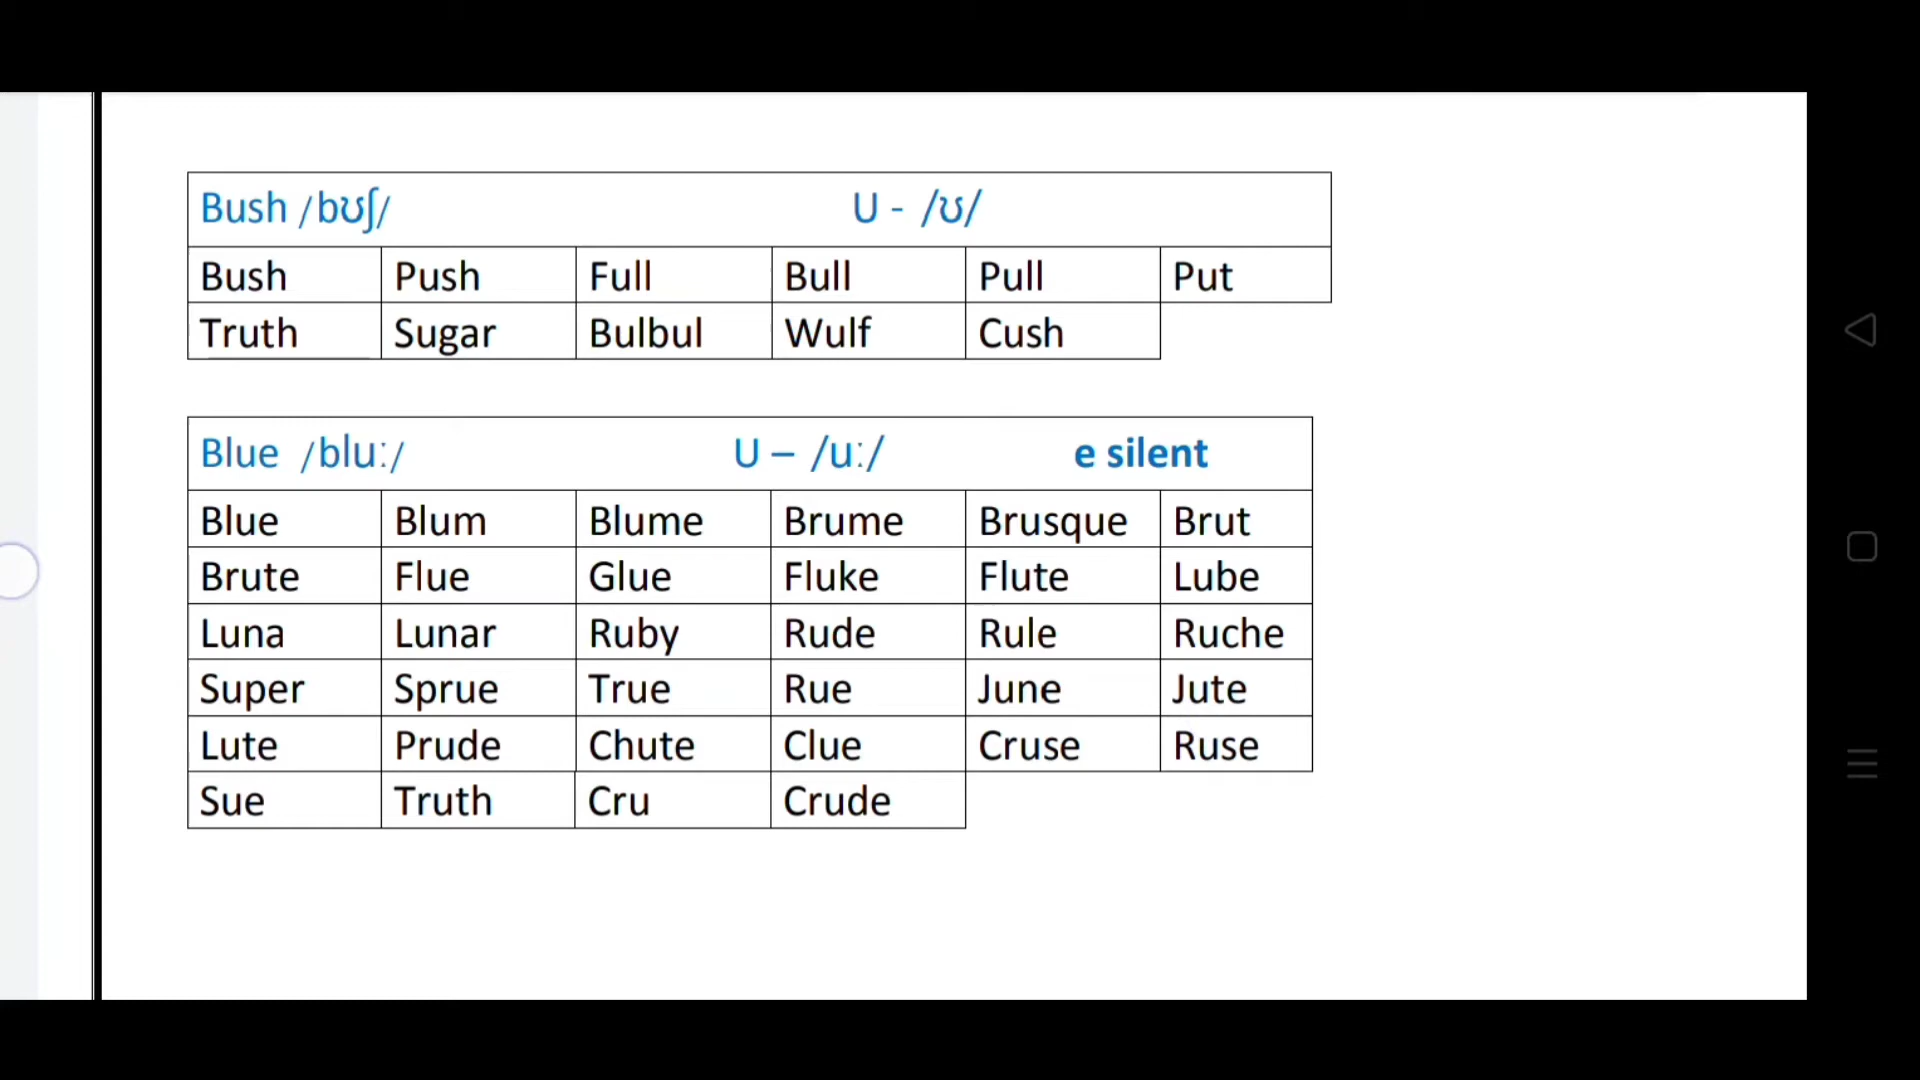 Bush /bʊʃ/ U - /ʊ/
Bush Push Full Bull Pull Put
Truth Sugar Bulbul Wulf Cush
Blue /bluː/ U – /uː/ e silent
Blue Blum Blume Brume Brusque Brut
Brute Flue Glue Fluke Flute Lube
Luna Lunar Ruby Rude Rule Ruche
Super Sprue True Rue June Jute
Lute Prude Chute Clue Cruse Ruse
Sue Truth Cru Crude